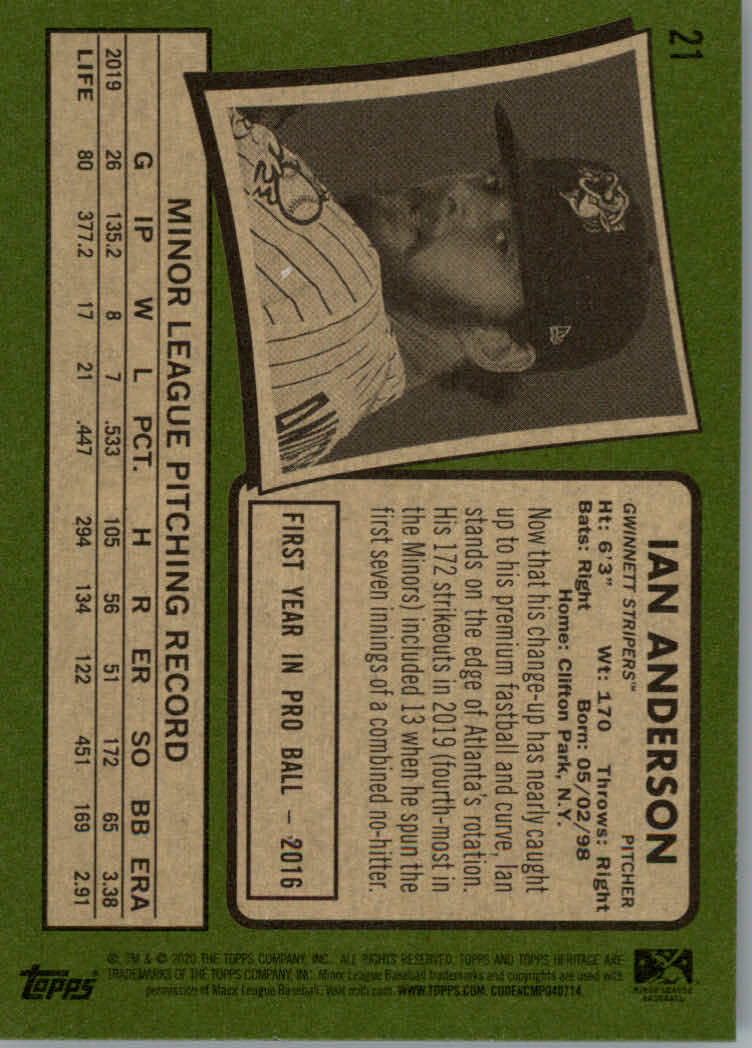 21
IAN ANDERSON
GWINNETT STRIPERS™ PITCHER
Ht: 6'3" Wt: 170 Throws: Right
Bats: Right Born: 05/02/98
Home: Clifton Park, N.Y.
Now that his change-up has nearly caught
up to his premium fastball and curve, Ian
stands on the edge of Atlanta's rotation.
His 172 strikeouts in 2019 (fourth-most in
the Minors) included 13 when he spun the
first seven innings of a combined no-hitter.
FIRST YEAR IN PRO BALL – 2016
MINOR LEAGUE PITCHING RECORD
G IP W L PCT. H R ER SO BB ERA
2019 26 135.2 8 7 .533 105 56 51 172 65 3.38
LIFE 80 377.2 17 21 .447 294 134 122 451 169 2.91
MINOR LEAGUE
BASEBALL
®, TM & © 2020 THE TOPPS COMPANY, INC. ALL RIGHTS RESERVED. TOPPS AND TOPPS HERITAGE ARE
TRADEMARKS OF THE TOPPS COMPANY, INC. Minor League Baseball trademarks and copyrights are used with
permission of Minor League Baseball. Visit milb.com. WWW.TOPPS.COM. CODE#CMP040714
topps